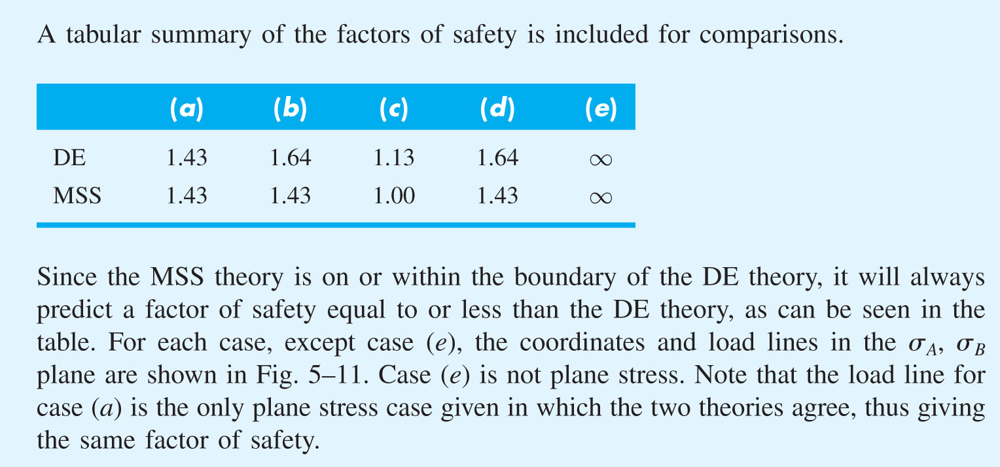 A tabular summary of the factors of safety is included for comparisons.
(a) (b) (c) (d) (e)
DE 1.43 1.64 1.13 1.64 ∞
MSS 1.43 1.43 1.00 1.43 ∞
Since the MSS theory is on or within the boundary of the DE theory, it will always
predict a factor of safety equal to or less than the DE theory, as can be seen in the
table. For each case, except case (e), the coordinates and load lines in the σA, σB
plane are shown in Fig. 5–11. Case (e) is not plane stress. Note that the load line for
case (a) is the only plane stress case given in which the two theories agree, thus giving
the same factor of safety.